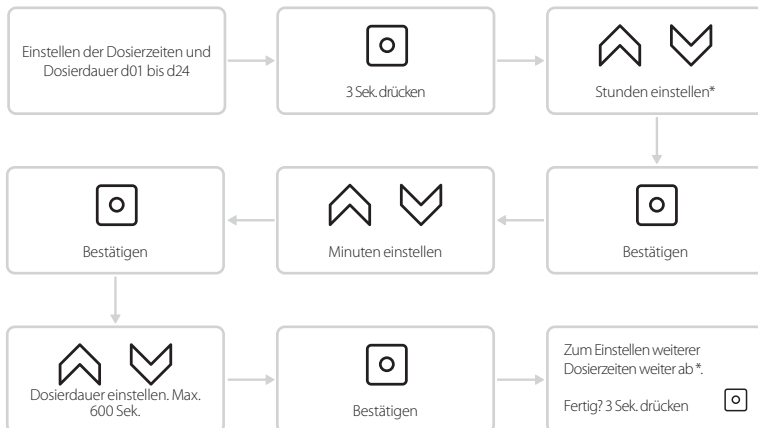 Einstellen der Dosierzeiten und
Dosierdauer d01 bis d24
3 Sek. drücken
Stunden einstellen*
Bestätigen
Minuten einstellen
Bestätigen
Dosierdauer einstellen. Max.
600 Sek.
Bestätigen
Zum Einstellen weiterer
Dosierzeiten weiter ab *.
Fertig? 3 Sek. drücken